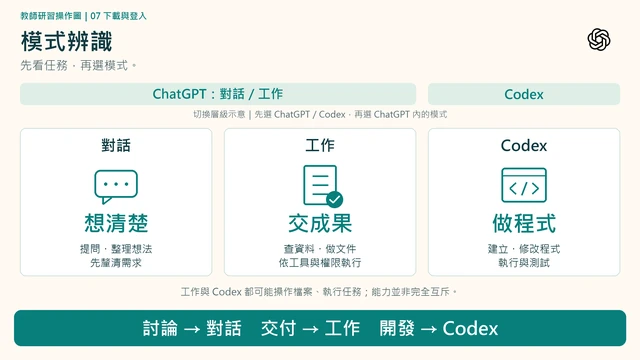 教師研習操作圖 | 07 下載與登入
模式辨識
先看任務，再選模式。
ChatGPT：對話 / 工作
Codex
切換層級示意｜先選 ChatGPT / Codex，再選 ChatGPT 內的模式
對話
想清楚
提問．整理想法
先釐清需求
工作
交成果
查資料．做文件
依工具與權限執行
Codex
</>
做程式
建立．修改程式
執行與測試
工作與 Codex 都可能操作檔案、執行任務；能力並非完全互斥。
討論 → 對話 交付 → 工作 開發 → Codex